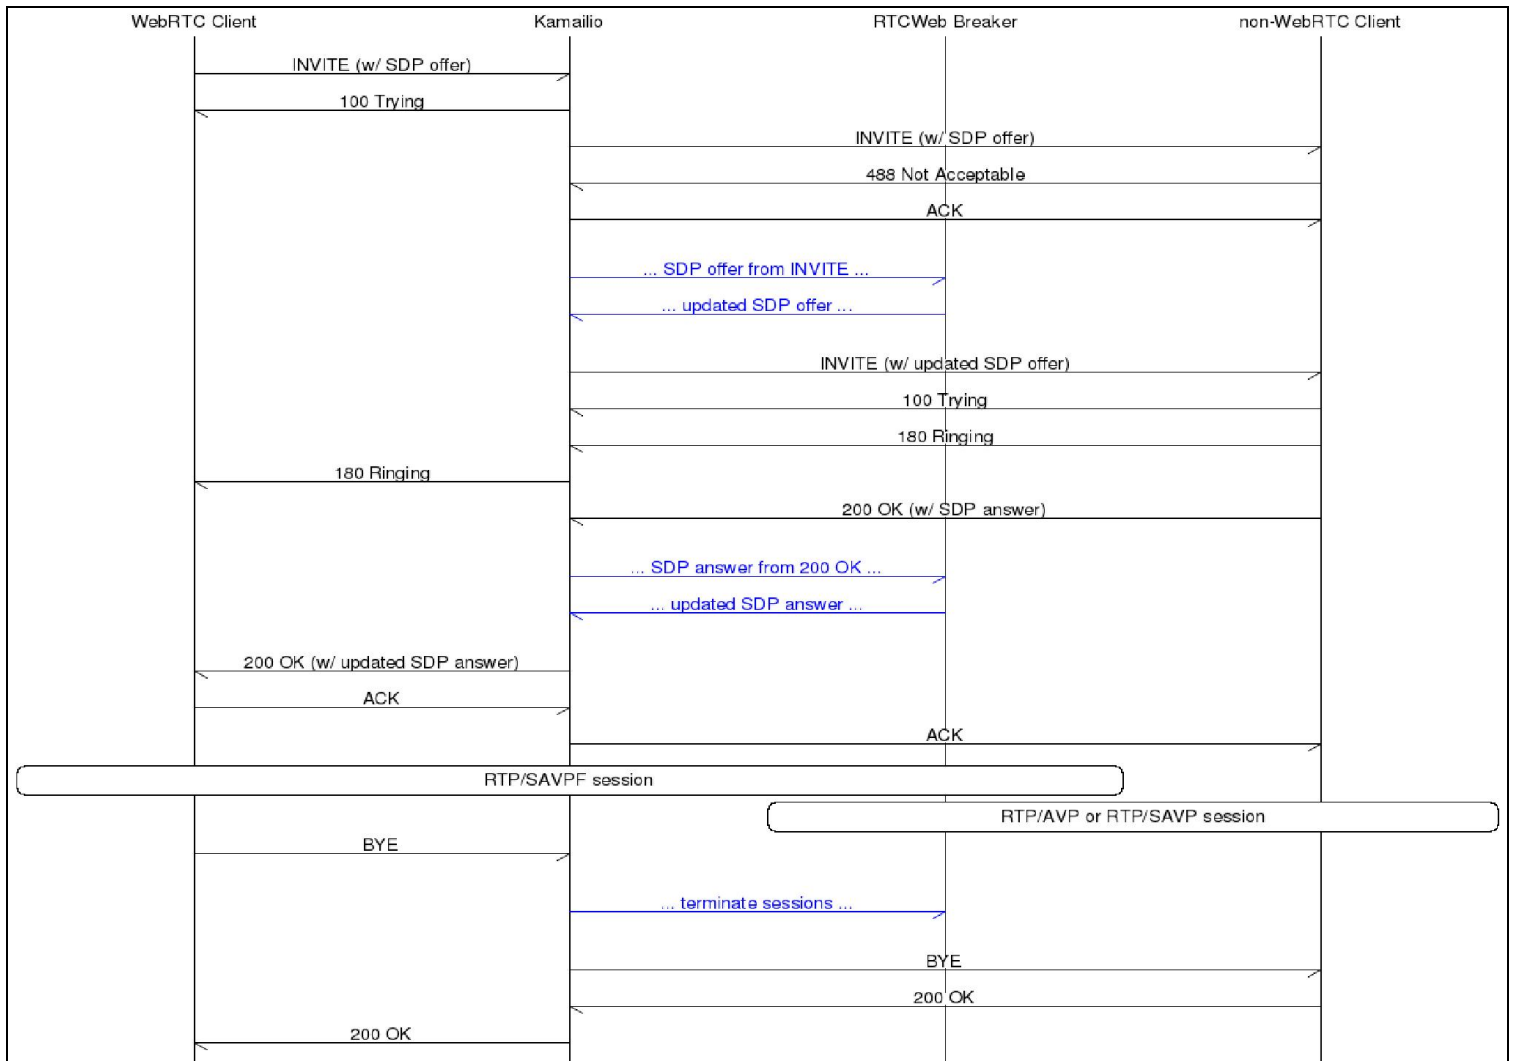 WebRTC Client Kamailio RTCWeb Breaker non-WebRTC Client
INVITE (w/ SDP offer)
100 Trying
INVITE (w/ SDP offer)
488 Not Acceptable
ACK
... SDP offer from INVITE ...
... updated SDP offer ...
INVITE (w/ updated SDP offer)
100 Trying
180 Ringing
180 Ringing
200 OK (w/ SDP answer)
... SDP answer from 200 OK ...
... updated SDP answer ...
200 OK (w/ updated SDP answer)
ACK
ACK
RTP/SAVPF session
RTP/AVP or RTP/SAVP session
BYE
... terminate sessions ...
BYE
200 OK
200 OK